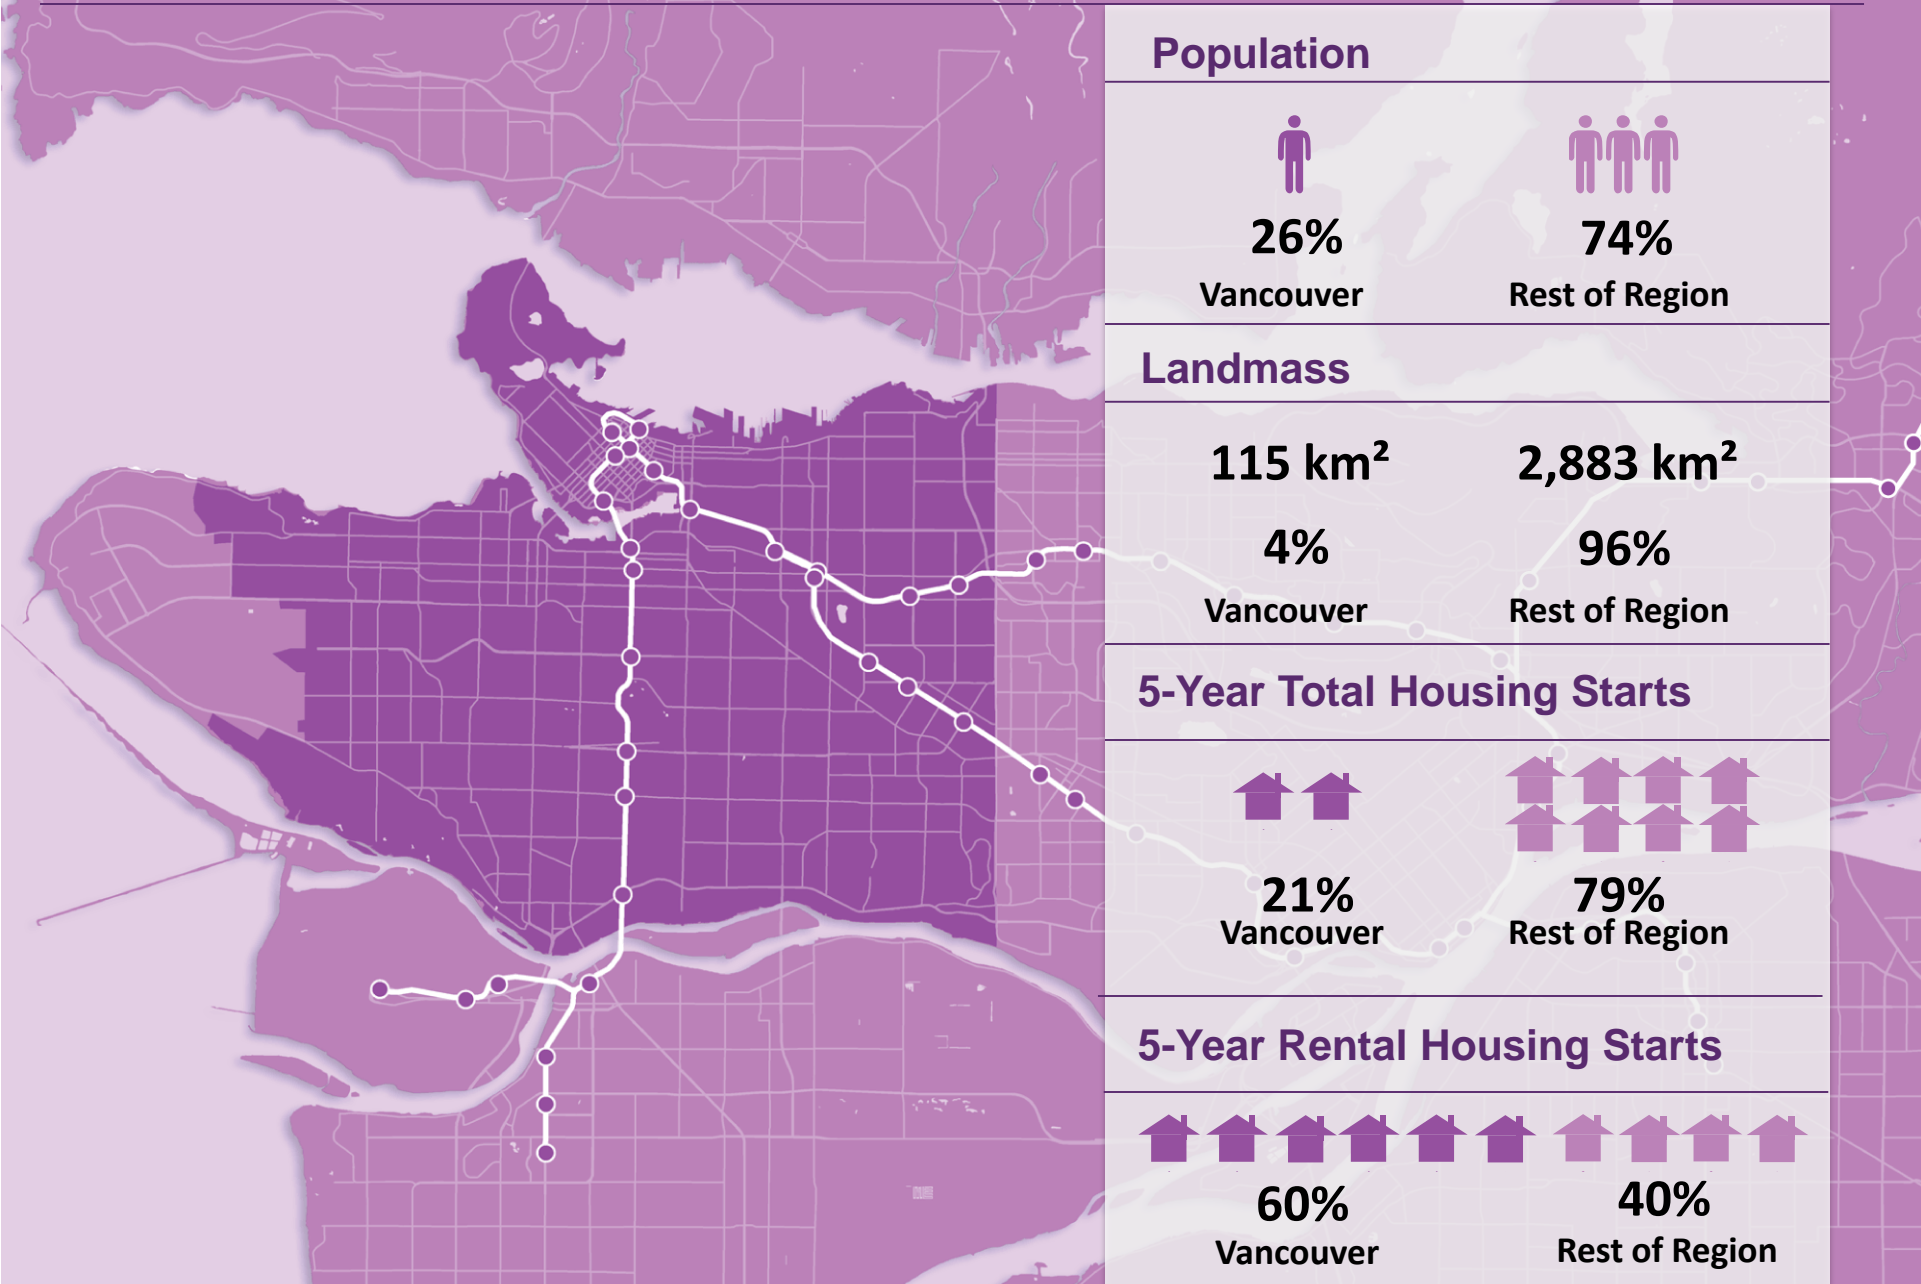 Population
26% 74%
Vancouver Rest of Region
Landmass
115 km² 2,883 km²
4% 96%
Vancouver Rest of Region
5-Year Total Housing Starts
21% 79%
Vancouver Rest of Region
5-Year Rental Housing Starts
60% 40%
Vancouver Rest of Region